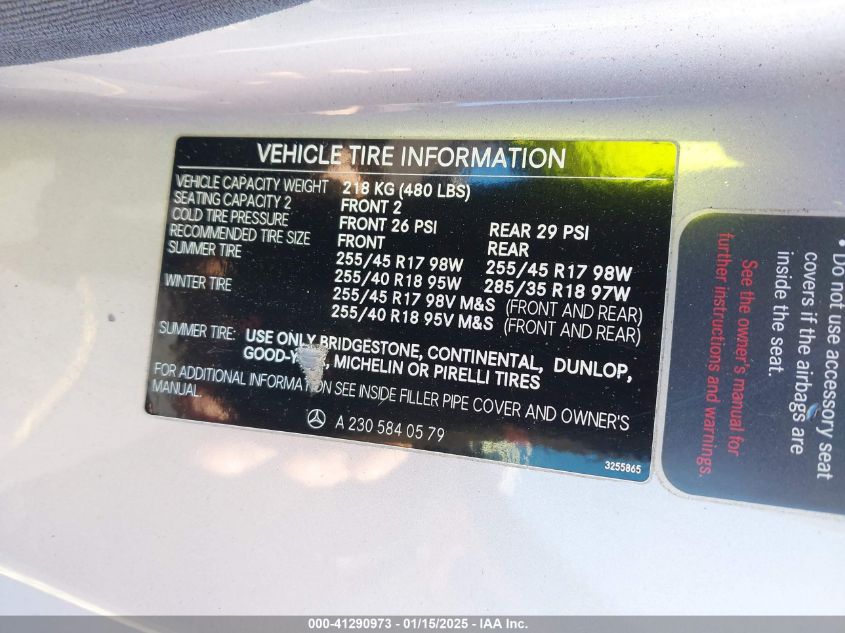 VEHICLE TIRE INFORMATION
VEHICLE CAPACITY WEIGHT 218 KG (480 LBS)
SEATING CAPACITY 2 FRONT 2
COLD TIRE PRESSURE FRONT 26 PSI REAR 29 PSI
RECOMMENDED TIRE SIZE FRONT REAR
SUMMER TIRE 255/45 R17 98W 255/45 R17 98W
255/40 R18 95W 285/35 R18 97W
WINTER TIRE 255/45 R17 98V M&S (FRONT AND REAR)
255/40 R18 95V M&S (FRONT AND REAR)
SUMMER TIRE: USE ONLY BRIDGESTONE, CONTINENTAL, DUNLOP,
MICHELIN OR PIRELLI TIRES
FOR ADDITIONAL INFORMATION SEE INSIDE FILLER PIPE COVER AND OWNER'S
MANUAL.
A 230 584 05 79
3255865
• Do not use accessory seat
covers if the airbags are
inside the seat.
See the owner's manual for
further instructions and warnings.
000-41290973 - 01/15/2025 - IAA Inc.